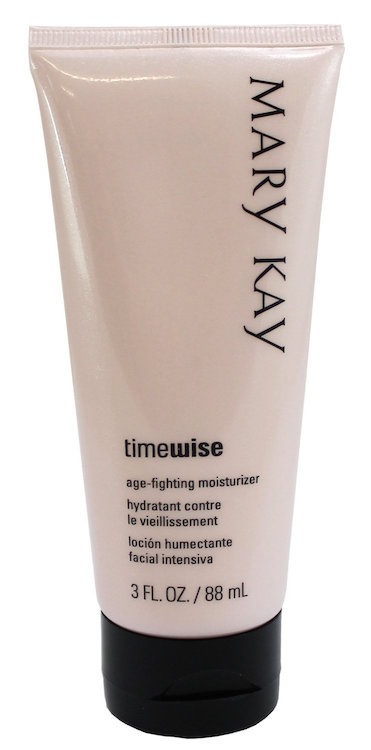 MARY KAY
timewise
age-fighting moisturizer
hydratant contre
le vieillissement
loción humectante
facial intensiva
3 FL. OZ. / 88 mL